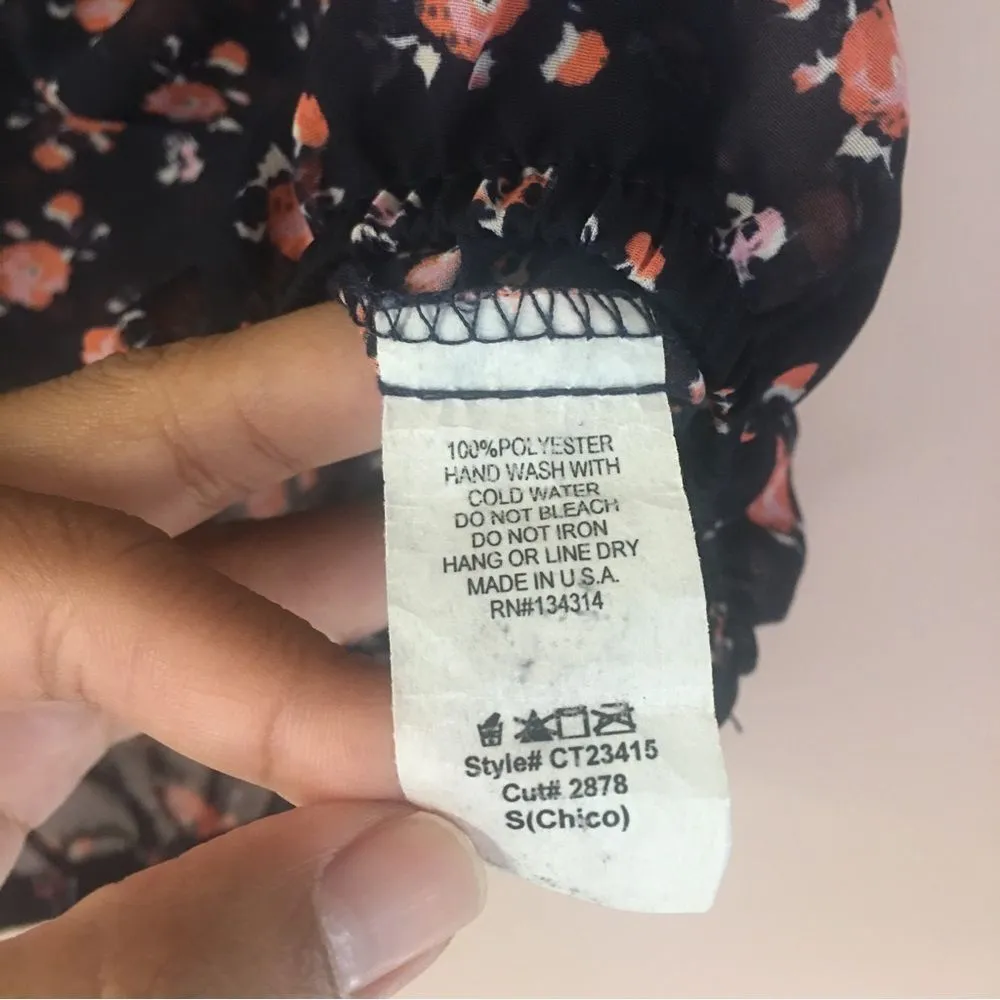 100%POLYESTER
HAND WASH WITH
COLD WATER
DO NOT BLEACH
DO NOT IRON
HANG OR LINE DRY
MADE IN U.S.A.
RN#134314
Style# CT23415
Cut# 2878
S(Chico)